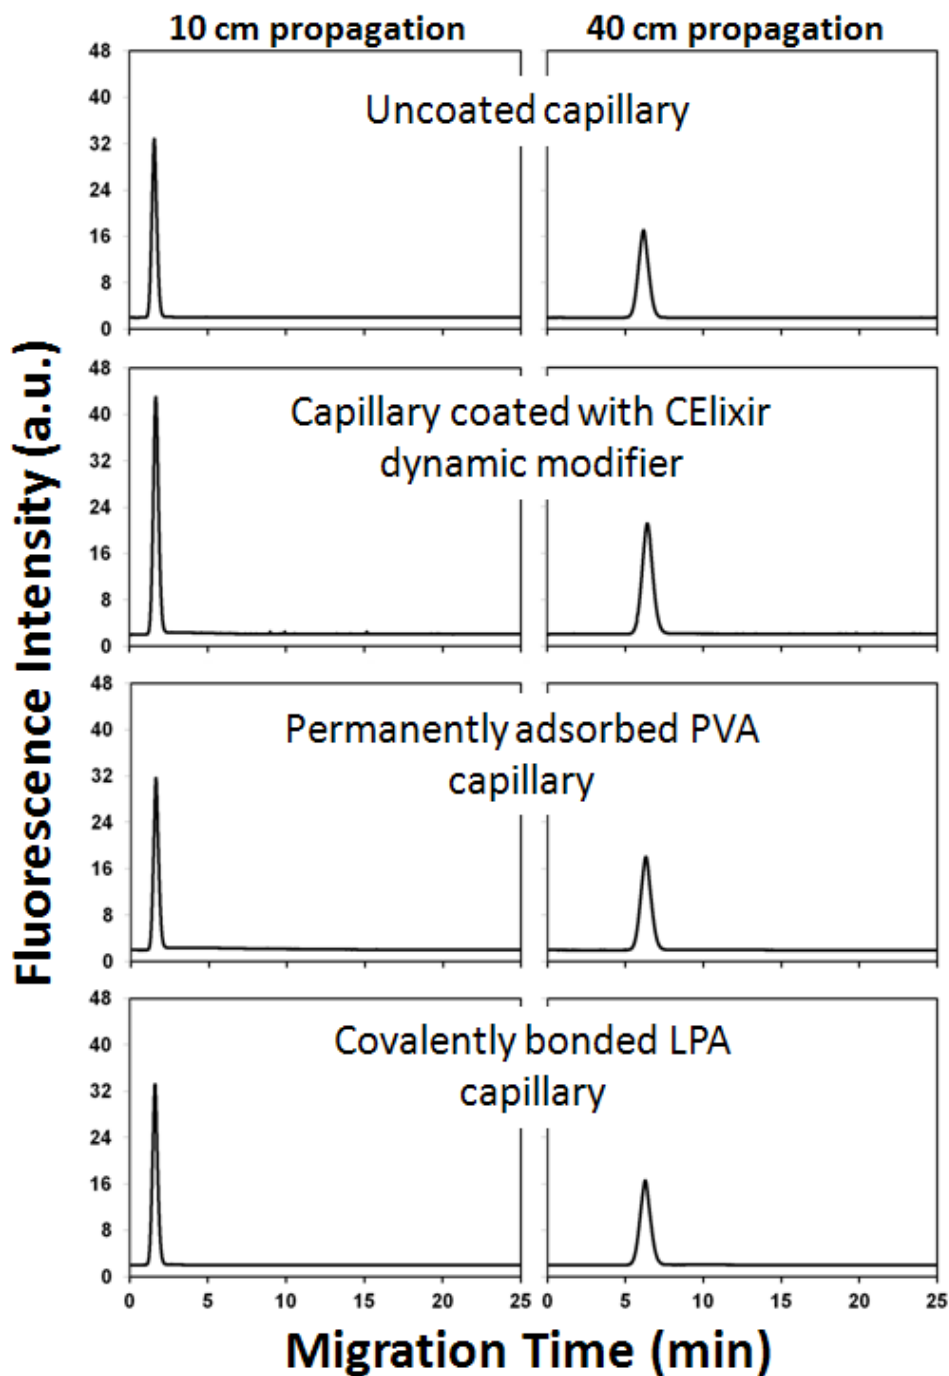 10 cm propagation 40 cm propagation
Fluorescence Intensity (a.u.)
48
40
32
24
16
8
0
Uncoated capillary
48
40
32
24
16
8
0
Capillary coated with CElixir
dynamic modifier
48
40
32
24
16
8
0
Permanently adsorbed PVA
capillary
48
40
32
24
16
8
0
Covalently bonded LPA
capillary
0 5 10 15 20 25 0 5 10 15 20 25
Migration Time (min)